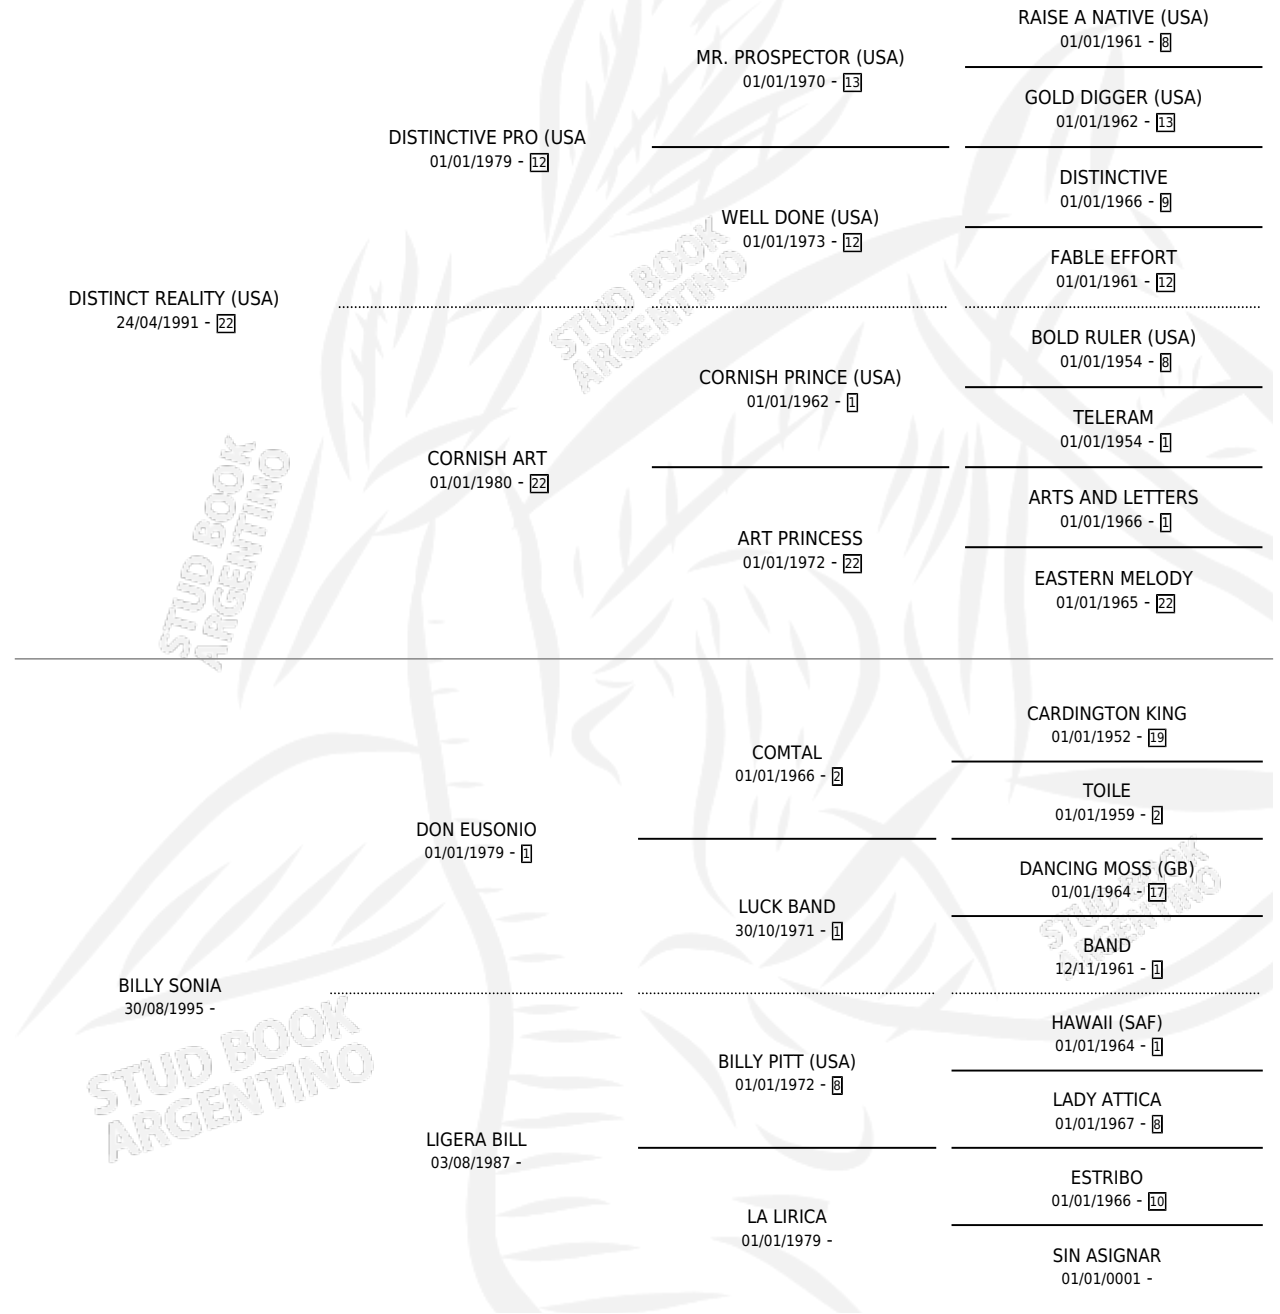 RAISE A NATIVE (USA)
01/01/1961 - 8
MR. PROSPECTOR (USA)
01/01/1970 - 13
GOLD DIGGER (USA)
01/01/1962 - 13
DISTINCTIVE PRO (USA
01/01/1979 - 12
DISTINCTIVE
01/01/1966 - 9
WELL DONE (USA)
01/01/1973 - 12
FABLE EFFORT
01/01/1961 - 12
DISTINCT REALITY (USA)
24/04/1991 - 22
STUD BOOK
ARGENTINO
BOLD RULER (USA)
01/01/1954 - 8
CORNISH PRINCE (USA)
01/01/1962 - 1
TELERAM
01/01/1954 - 1
CORNISH ART
01/01/1980 - 22
ARTS AND LETTERS
01/01/1966 - 1
ART PRINCESS
01/01/1972 - 22
EASTERN MELODY
01/01/1965 - 22
STUD BOOK
ARGENTINO
CARDINGTON KING
01/01/1952 - 19
COMTAL
01/01/1966 - 2
TOILE
01/01/1959 - 2
DON EUSONIO
01/01/1979 - 1
DANCING MOSS (GB)
01/01/1964 - 17
LUCK BAND
30/10/1971 - 1
STUD BOOK
ARGENTINO
BAND
12/11/1961 - 1
BILLY SONIA
30/08/1995 -
STUD BOOK
ARGENTINO
HAWAII (SAF)
01/01/1964 - 1
BILLY PITT (USA)
01/01/1972 - 8
LADY ATTICA
01/01/1967 - 8
LIGERA BILL
03/08/1987 -
ESTRIBO
01/01/1966 - 10
LA LIRICA
01/01/1979 -
SIN ASIGNAR
01/01/0001 -